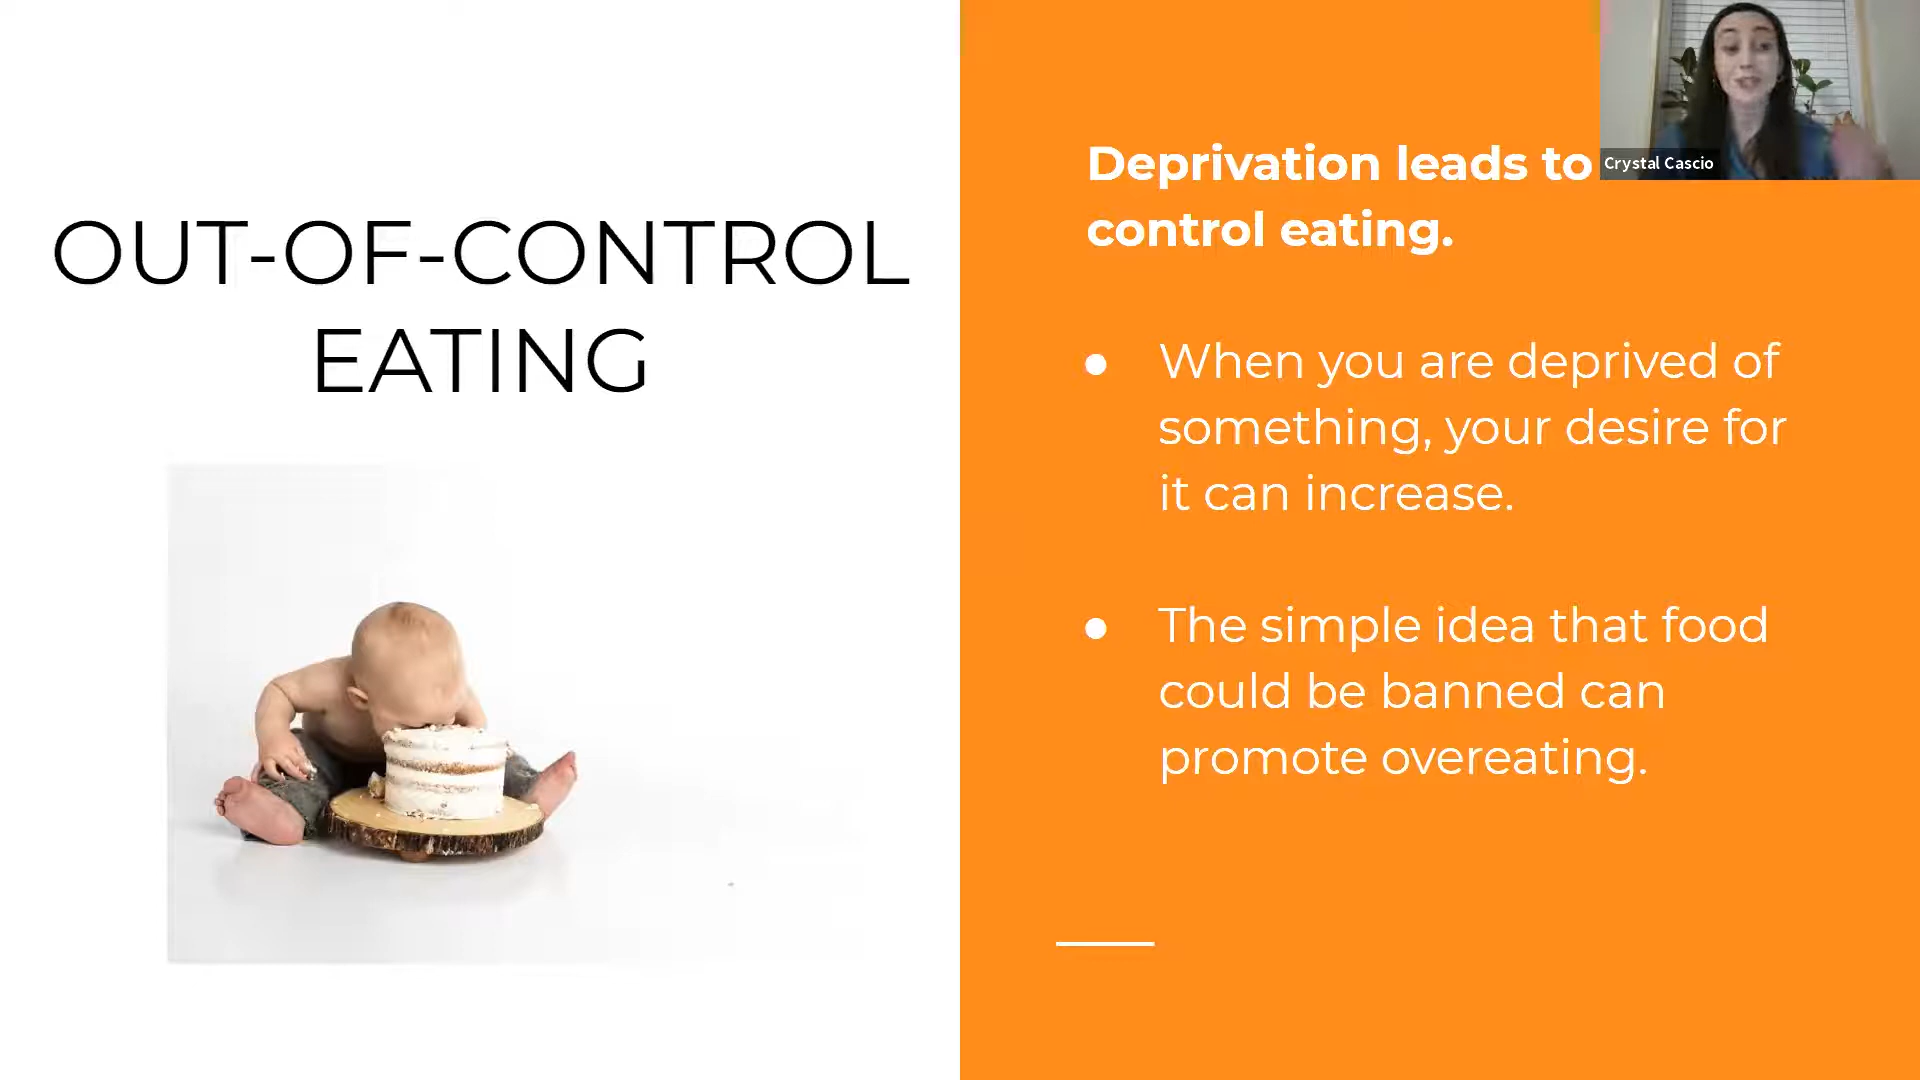 OUT-OF-CONTROL
EATING
Deprivation leads to
control eating.
● When you are deprived of
something, your desire for
it can increase.
● The simple idea that food
could be banned can
promote overeating.
Crystal Cascio